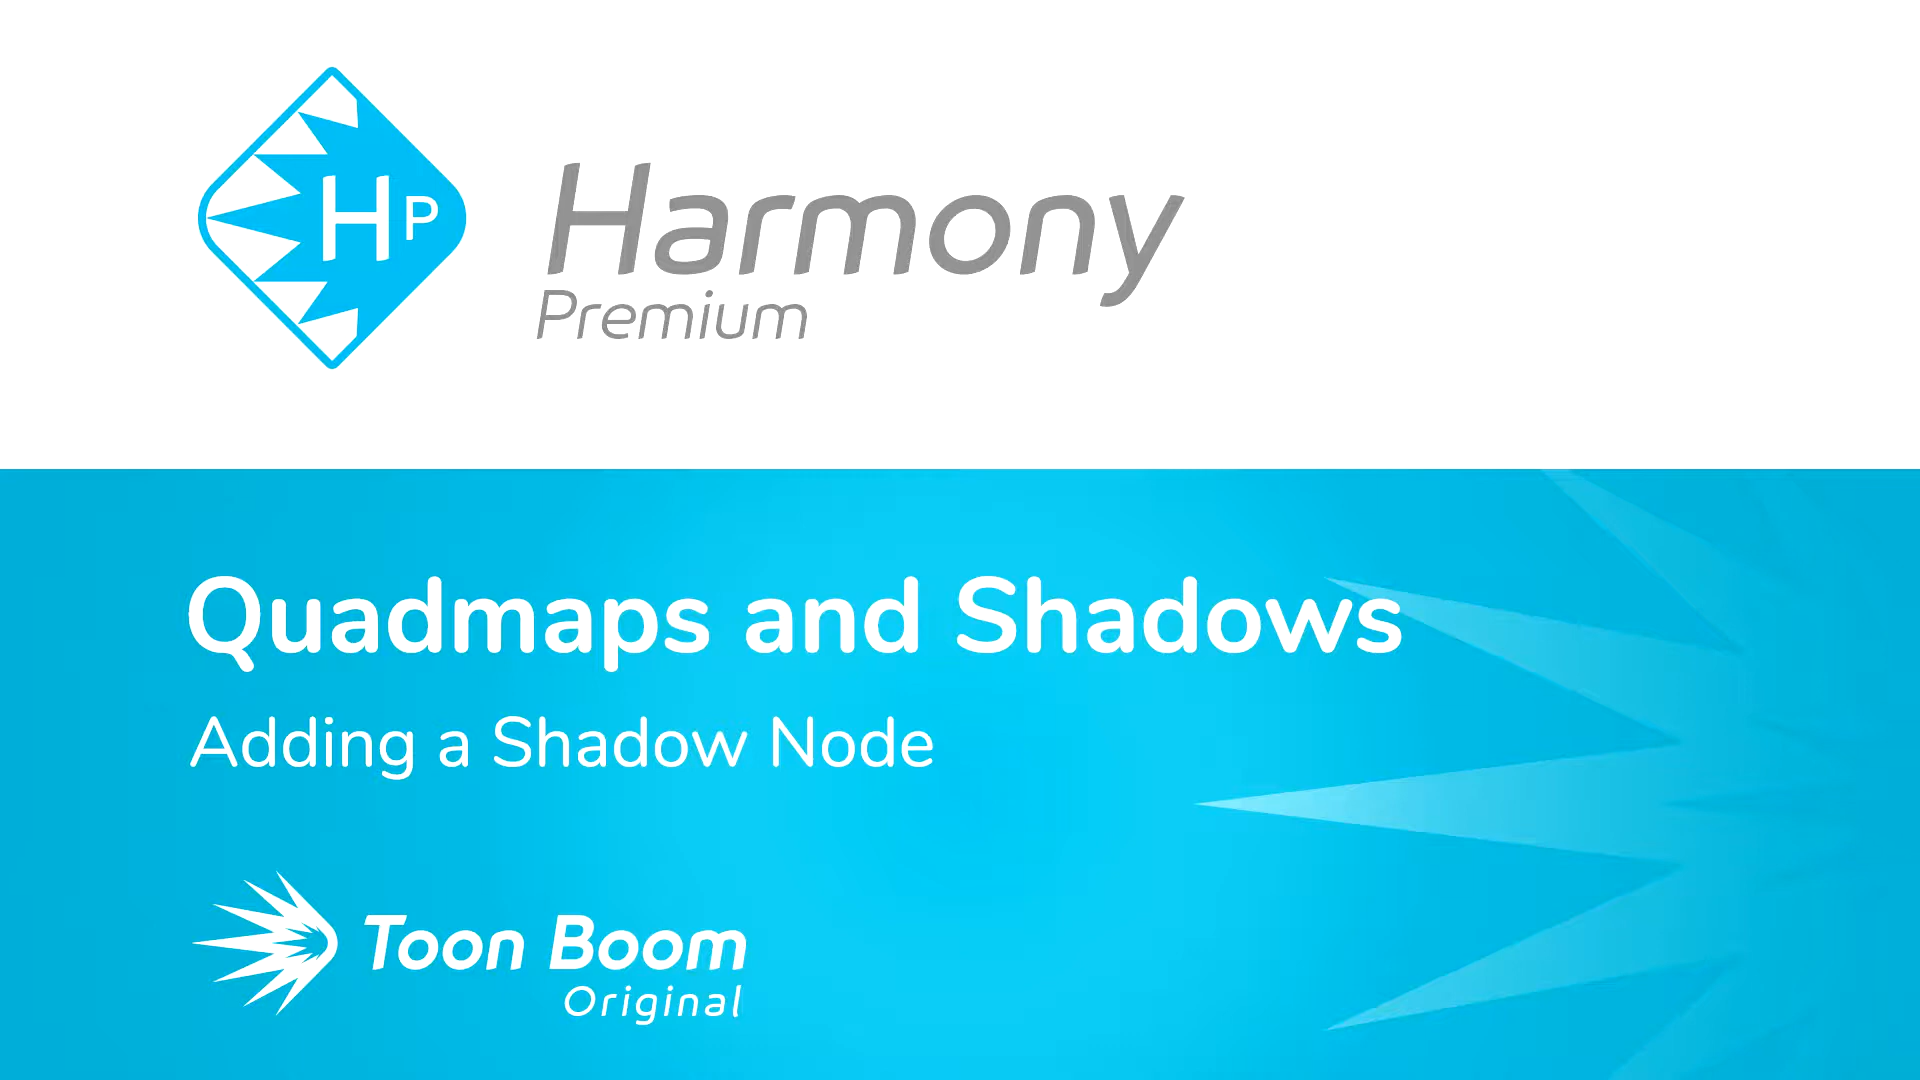 HP
Harmony
Premium
Quadmaps and Shadows
Adding a Shadow Node
Toon Boom
Original